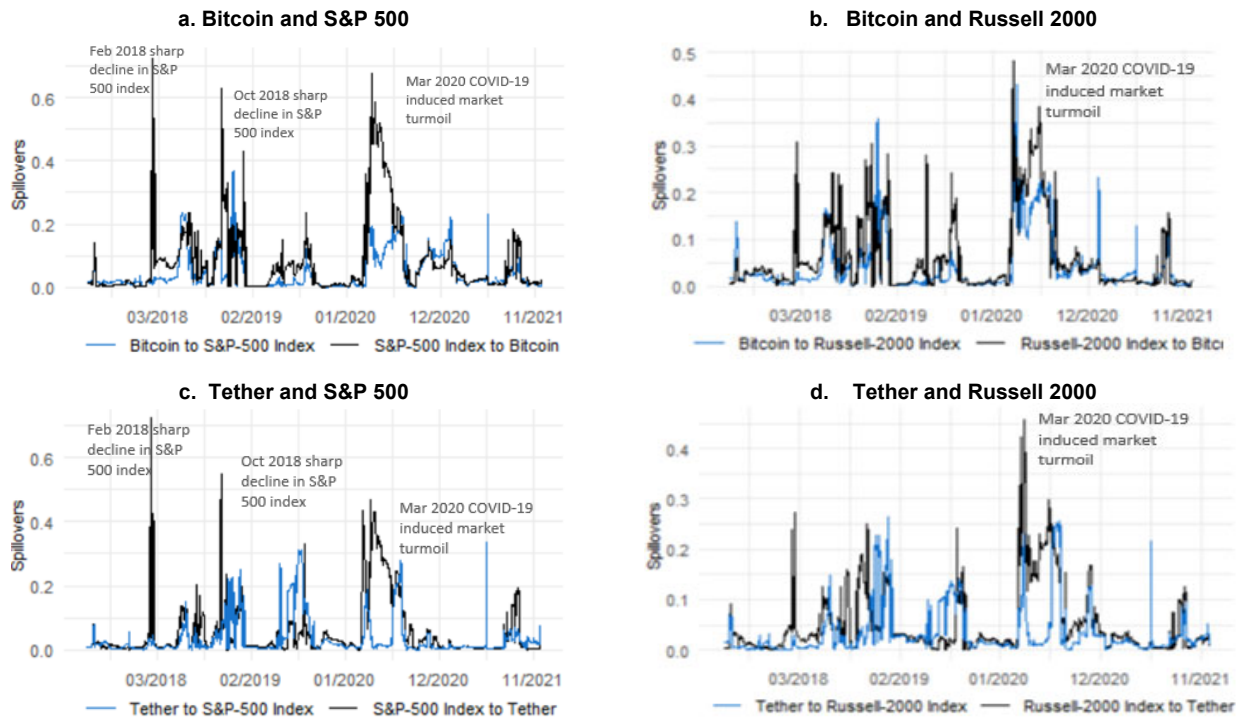 a. Bitcoin and S&P 500
Feb 2018 sharp
decline in S&P
500 index
Oct 2018 sharp
decline in S&P
500 index
Mar 2020 COVID-19
induced market
turmoil
Spillovers
0.6
0.4
0.2
0.0
03/2018 02/2019 01/2020 12/2020 11/2021
Bitcoin to S&P-500 Index S&P-500 Index to Bitcoin
b. Bitcoin and Russell 2000
Mar 2020 COVID-19
induced market
turmoil
Spillovers
0.5
0.4
0.3
0.2
0.1
0.0
03/2018 02/2019 01/2020 12/2020 11/2021
Bitcoin to Russell-2000 Index Russell-2000 Index to Bitc
c. Tether and S&P 500
Feb 2018 sharp
decline in S&P
500 index
Oct 2018 sharp
decline in S&P
500 index
Mar 2020 COVID-19
induced market
turmoil
Spillovers
0.6
0.4
0.2
0.0
03/2018 02/2019 01/2020 12/2020 11/2021
Tether to S&P-500 Index S&P-500 Index to Tether
d. Tether and Russell 2000
Mar 2020 COVID-19
induced market
turmoil
Spillovers
0.4
0.3
0.2
0.1
0.0
03/2018 02/2019 01/2020 12/2020 11/2021
Tether to Russell-2000 Index Russell-2000 Index to Tether